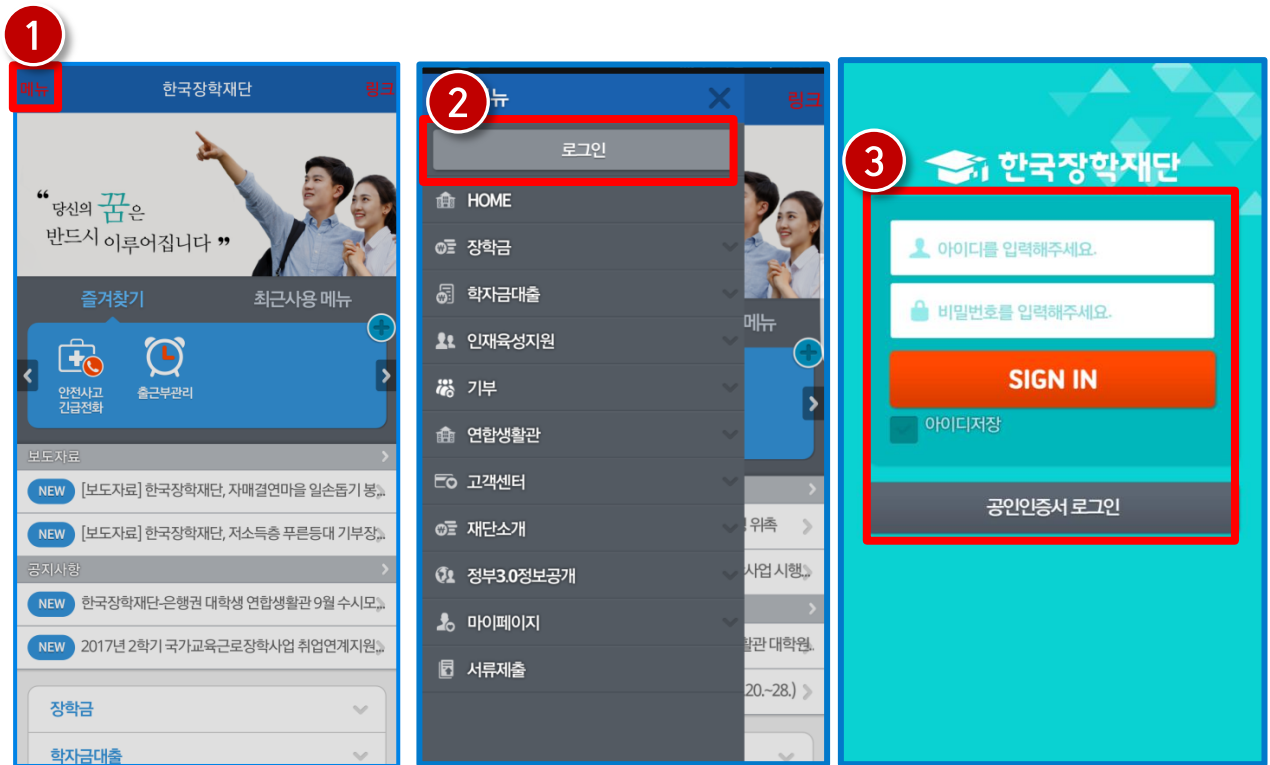 1
메뉴
한국장학재단
링크
“ 당신의 꿈은
반드시 이루어집니다 ”
즐겨찾기
최근사용 메뉴
안전사고
긴급전화
출근부관리
보도자료
NEW [보도자료] 한국장학재단, 자매결연마을 일손돕기 봉...
NEW [보도자료] 한국장학재단, 저소득층 푸른등대 기부장...
공지사항
NEW 한국장학재단-은행권 대학생 연합생활관 9월 수시모...
NEW 2017년 2학기 국가교육근로장학사업 취업연계지원...
장학금
학자금대출
2
뉴
링크
로그인
HOME
장학금
학자금대출
인재육성지원
기부
연합생활관
고객센터
재단소개
정부3.0정보공개
마이페이지
서류제출
메뉴
위촉
사업 시행...
활관 대학원..
20.~28.)
3
한국장학재단
아이디를 입력해주세요.
비밀번호를 입력해주세요.
SIGN IN
아이디저장
공인인증서 로그인